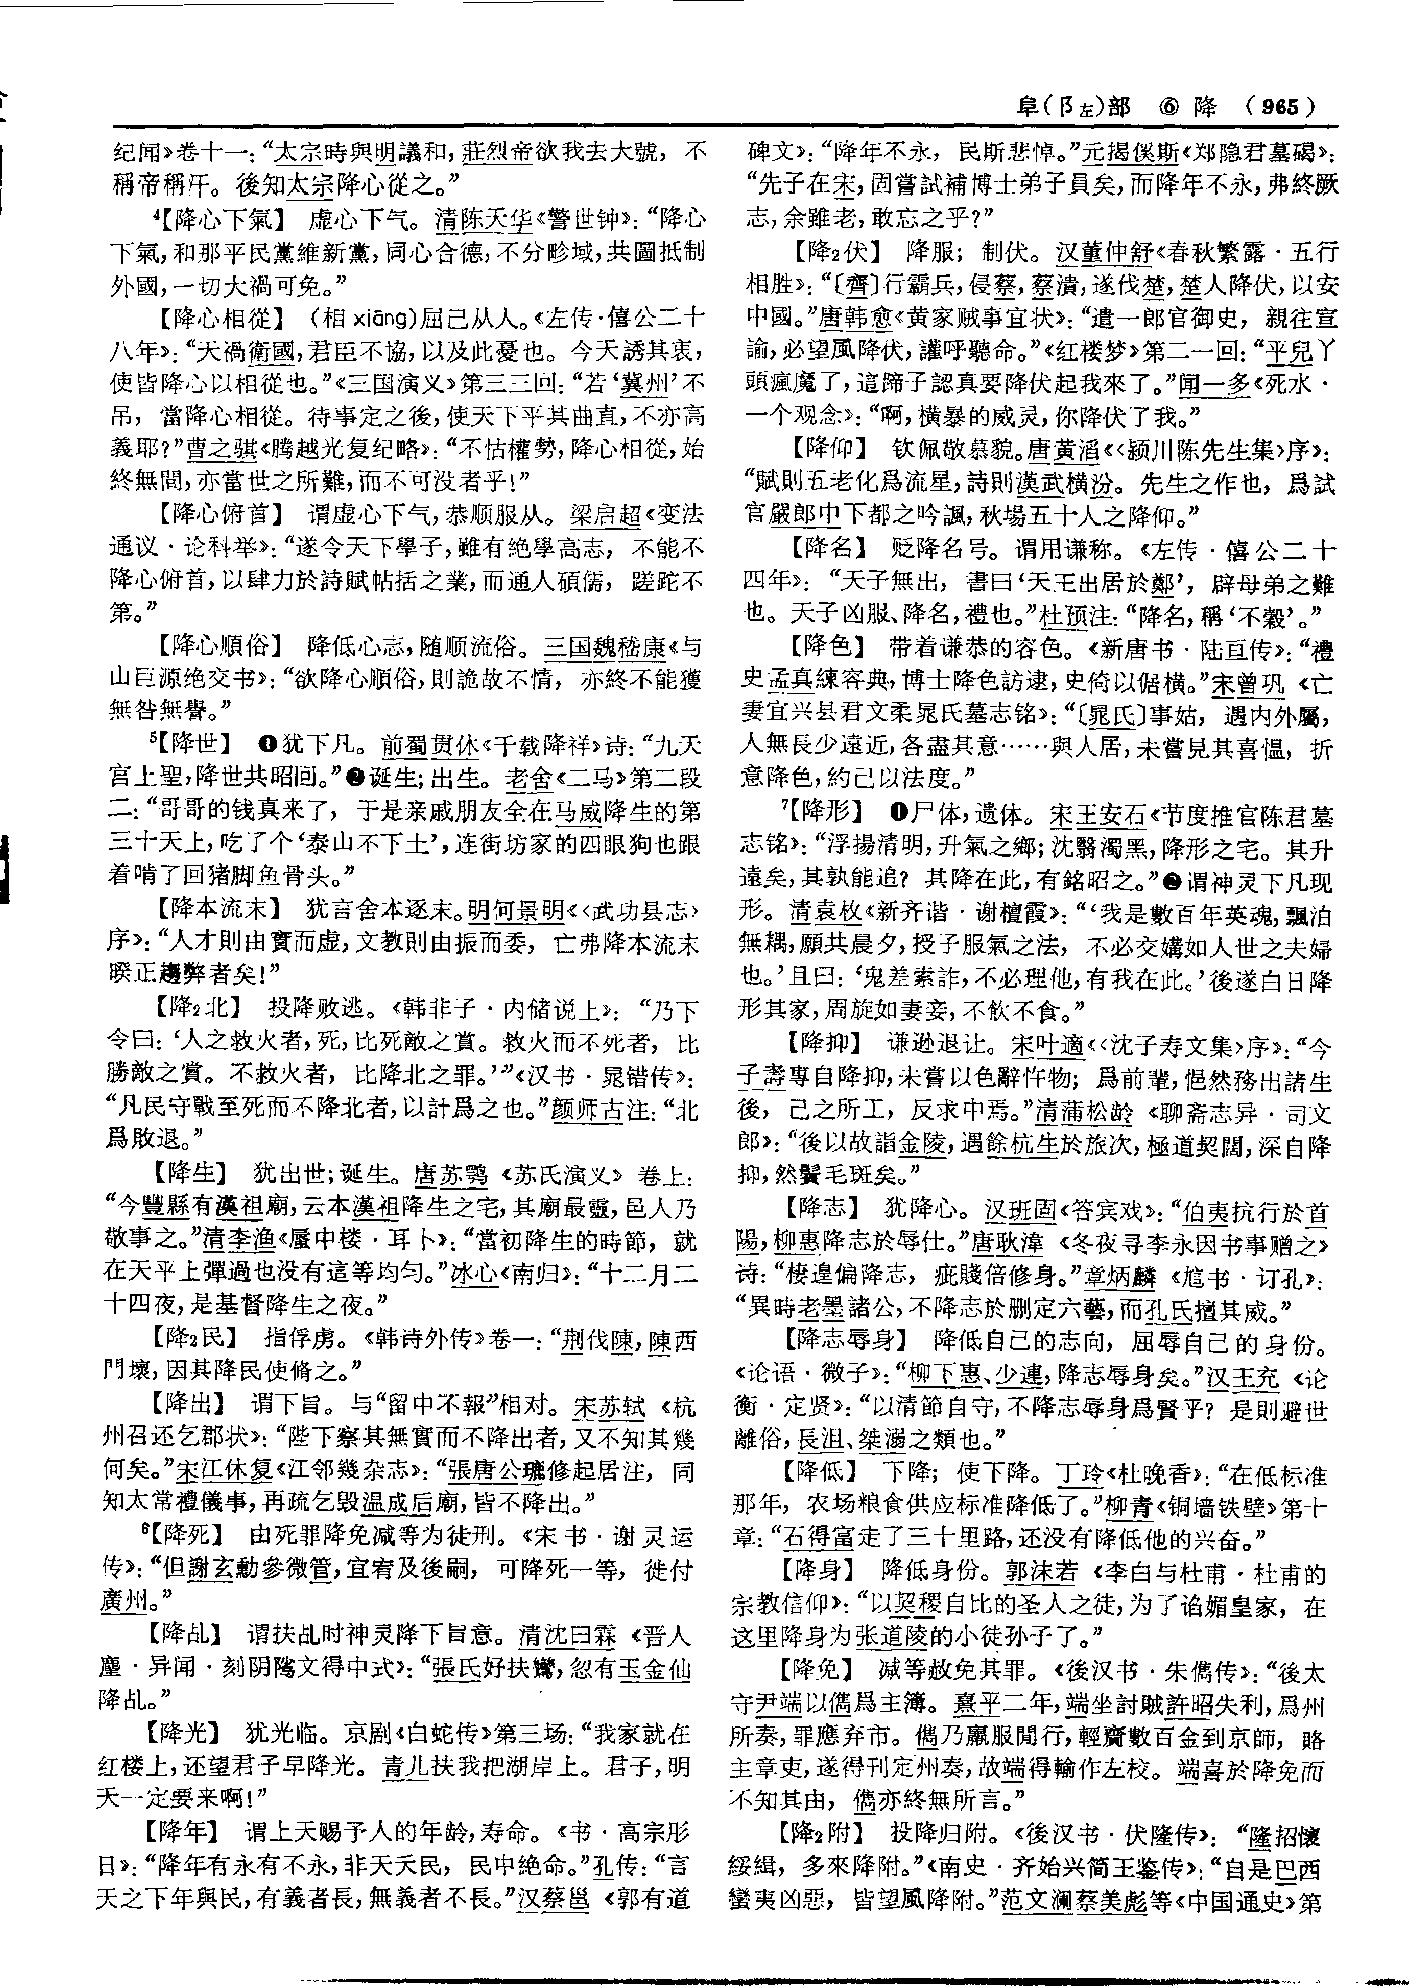 阜(阝左)部 ⑥ 降 (965)
纪闻》卷十一：“太宗時與明議和，莊烈帝欲我去大號，不
稱帝稱汗。後知太宗降心從之。”
⁴【降心下氣】 虚心下气。清陈天华《警世钟》：“降心
下氣，和那平民黨維新黨，同心合德，不分畛域，共圖抵制
外國，一切大禍可免。”
【降心相從】 （相 xiāng）屈己从人。《左传·僖公二十
八年》：“天禍衛國，君臣不協，以及此憂也。今天誘其衷，
使皆降心以相從也。”《三国演义》第三三回：“若‘冀州’不
吊，當降心相從。待事定之後，使天下平其曲直，不亦高
義耶？”曹之骐《腾越光复纪略》：“不怙權勢，降心相從，始
終無間，亦當世之所難，而不可没者乎！”
【降心俯首】 谓虚心下气，恭顺服从。梁启超《变法
通议·论科举》：“遂令天下學子，雖有絶學高志，不能不
降心俯首，以肆力於詩賦帖括之業，而通人碩儒，蹉跎不
第。”
【降心順俗】 降低心志，随顺流俗。三国魏嵇康《与
山巨源绝交书》：“欲降心順俗，則詭故不情，亦終不能獲
無咎無譽。”
⁵【降世】 ❶犹下凡。前蜀贯休《千载降祥》诗：“九天
宫上聖，降世共昭回。”❷诞生；出生。老舍《二马》第二段
二：“哥哥的钱真来了，于是亲戚朋友全在马威降生的第
三十天上，吃了个‘泰山不下土’，连街坊家的四眼狗也跟
着啃了回猪脚鱼骨头。”
【降本流末】 犹言舍本逐末。明何景明《〈武功县志〉
序》：“人才則由實而虚，文教則由振而委，亡弗降本流末
睽正趨弊者矣！”
【降₂北】 投降败逃。《韩非子·内储说上》：“乃下
令曰：‘人之救火者，死，比死敵之賞。救火而不死者，比
勝敵之賞。不救火者，比降北之罪。’”《汉书·晁错传》：
“凡民守戰至死而不降北者，以計爲之也。”颜师古注：“北
爲敗退。”
【降生】 犹出世；诞生。唐苏鹗《苏氏演义》卷上：
“今豐縣有漢祖廟，云本漢祖降生之宅，其廟最靈，邑人乃
敬事之。”清李渔《蜃中楼·耳卜》：“當初降生的時節，就
在天平上彈過也没有這等均匀。”冰心《南归》：“十二月二
十四夜，是基督降生之夜。”
【降₂民】 指俘虏。《韩诗外传》卷一：“荆伐陳，陳西
門壞，因其降民使脩之。”
【降出】 谓下旨。与“留中不報”相对。宋苏轼《杭
州召还乞郡状》：“陛下察其無實而不降出者，又不知其幾
何矣。”宋江休复《江邻幾杂志》：“張唐公瓌修起居注，同
知太常禮儀事，再疏乞毁温成后廟，皆不降出。”
⁶【降死】 由死罪降免减等为徒刑。《宋书·谢灵运
传》：“但謝玄勳參微管，宜宥及後嗣，可降死一等，徙付
廣州。”
【降乩】 谓扶乩时神灵降下旨意。清沈曰霖《晋人
麈·异闻·刻阴骘文得中式》：“張氏好扶鸞，忽有玉金仙
降乩。”
【降光】 犹光临。京剧《白蛇传》第三场：“我家就在
红楼上，还望君子早降光。青儿扶我把湖岸上。君子，明
天一定要来啊！”
【降年】 谓上天赐予人的年龄，寿命。《书·高宗肜
日》：“降年有永有不永，非天夭民，民中绝命。”孔传：“言
天之下年與民，有義者長，無義者不長。”汉蔡邕《郭有道
碑文》：“降年不永，民斯悲悼。”元揭傒斯《郑隐君墓碣》：
“先子在宋，固嘗試補博士弟子員矣，而降年不永，弗終厥
志，余雖老，敢忘之乎？”
【降₂伏】 降服；制伏。汉董仲舒《春秋繁露·五行
相胜》：“〔齊〕行霸兵，侵蔡，蔡潰，遂伐楚，楚人降伏，以安
中國。”唐韩愈《黄家贼事宜状》：“遣一郎官御史，親往宣
諭，必望風降伏，讙呼聽命。”《红楼梦》第二一回：“平兒丫
頭瘋魔了，這蹄子認真要降伏起我來了。”闻一多《死水·
一个观念》：“啊，横暴的威灵，你降伏了我。”
【降仰】 钦佩敬慕貌。唐黄滔《〈颍川陈先生集〉序》：
“賦則五老化爲流星，詩則漢武横汾。先生之作也，爲試
官嚴郎中下都之吟諷，秋場五十人之降仰。”
【降名】 贬降名号。谓用谦称。《左传·僖公二十
四年》：“天子無出，書曰‘天王出居於鄭’，辟母弟之難
也。天子凶服、降名，禮也。”杜预注：“降名，稱‘不穀’。”
【降色】 带着谦恭的容色。《新唐书·陆亘传》：“禮
史孟真練容典，博士降色訪逮，史倚以倨横。”宋曾巩《亡
妻宜兴县君文柔晁氏墓志铭》：“〔晁氏〕事姑，遇内外屬，
人無長少遠近，各盡其意……與人居，未嘗見其喜愠，折
意降色，約己以法度。”
⁷【降形】 ❶尸体，遗体。宋王安石《节度推官陈君墓
志铭》：“浮揚清明，升氣之鄉；沈翳濁黑，降形之宅。其升
遠矣，其孰能追？其降在此，有銘昭之。”❷谓神灵下凡现
形。清袁枚《新齐谐·谢檀霞》：“‘我是數百年英魂，飄泊
無耦，願共晨夕，授子服氣之法，不必交媾如人世之夫婦
也。’且曰：‘鬼差索詐，不必理他，有我在此。’後遂白日降
形其家，周旋如妻妾，不飲不食。”
【降抑】 谦逊退让。宋叶適《〈沈子寿文集〉序》：“今
子壽專自降抑，未嘗以色辭忤物；爲前輩，悒然務出諸生
後，己之所工，反求中焉。”清蒲松龄《聊斋志异·司文
郎》：“後以故詣金陵，遇餘杭生於旅次，極道契闊，深自降
抑，然鬢毛斑矣。”
【降志】 犹降心。汉班固《答宾戏》：“伯夷抗行於首
陽，柳惠降志於辱仕。”唐耿湋《冬夜寻李永因书事赠之》
诗：“棲遑偏降志，疵賤倍修身。”章炳麟《訄书·订孔》：
“異時老墨諸公，不降志於删定六藝，而孔氏擅其威。”
【降志辱身】 降低自己的志向，屈辱自己的身份。
《论语·微子》：“柳下惠、少連，降志辱身矣。”汉王充《论
衡·定贤》：“以清節自守，不降志辱身爲賢乎？是則避世
離俗，長沮、桀溺之類也。”
【降低】 下降；使下降。丁玲《杜晚香》：“在低标准
那年，农场粮食供应标准降低了。”柳青《铜墙铁壁》第十
章：“石得富走了三十里路，还没有降低他的兴奋。”
【降身】 降低身份。郭沫若《李白与杜甫·杜甫的
宗教信仰》：“以契稷自比的圣人之徒，为了谄媚皇家，在
这里降身为张道陵的小徒孙子了。”
【降免】 减等赦免其罪。《後汉书·朱儁传》：“後太
守尹端以儁爲主簿。熹平二年，端坐討賊許昭失利，爲州
所奏，罪應弃市。儁乃羸服間行，輕齎數百金到京師，賂
主章吏，遂得刊定州奏，故端得輸作左校。端喜於降免而
不知其由，儁亦終無所言。”
【降₂附】 投降归附。《後汉书·伏隆传》：“隆招懷
綏緝，多來降附。”《南史·齐始兴简王鉴传》：“自是巴西
蠻夷凶惡，皆望風降附。”范文澜蔡美彪等《中国通史》第